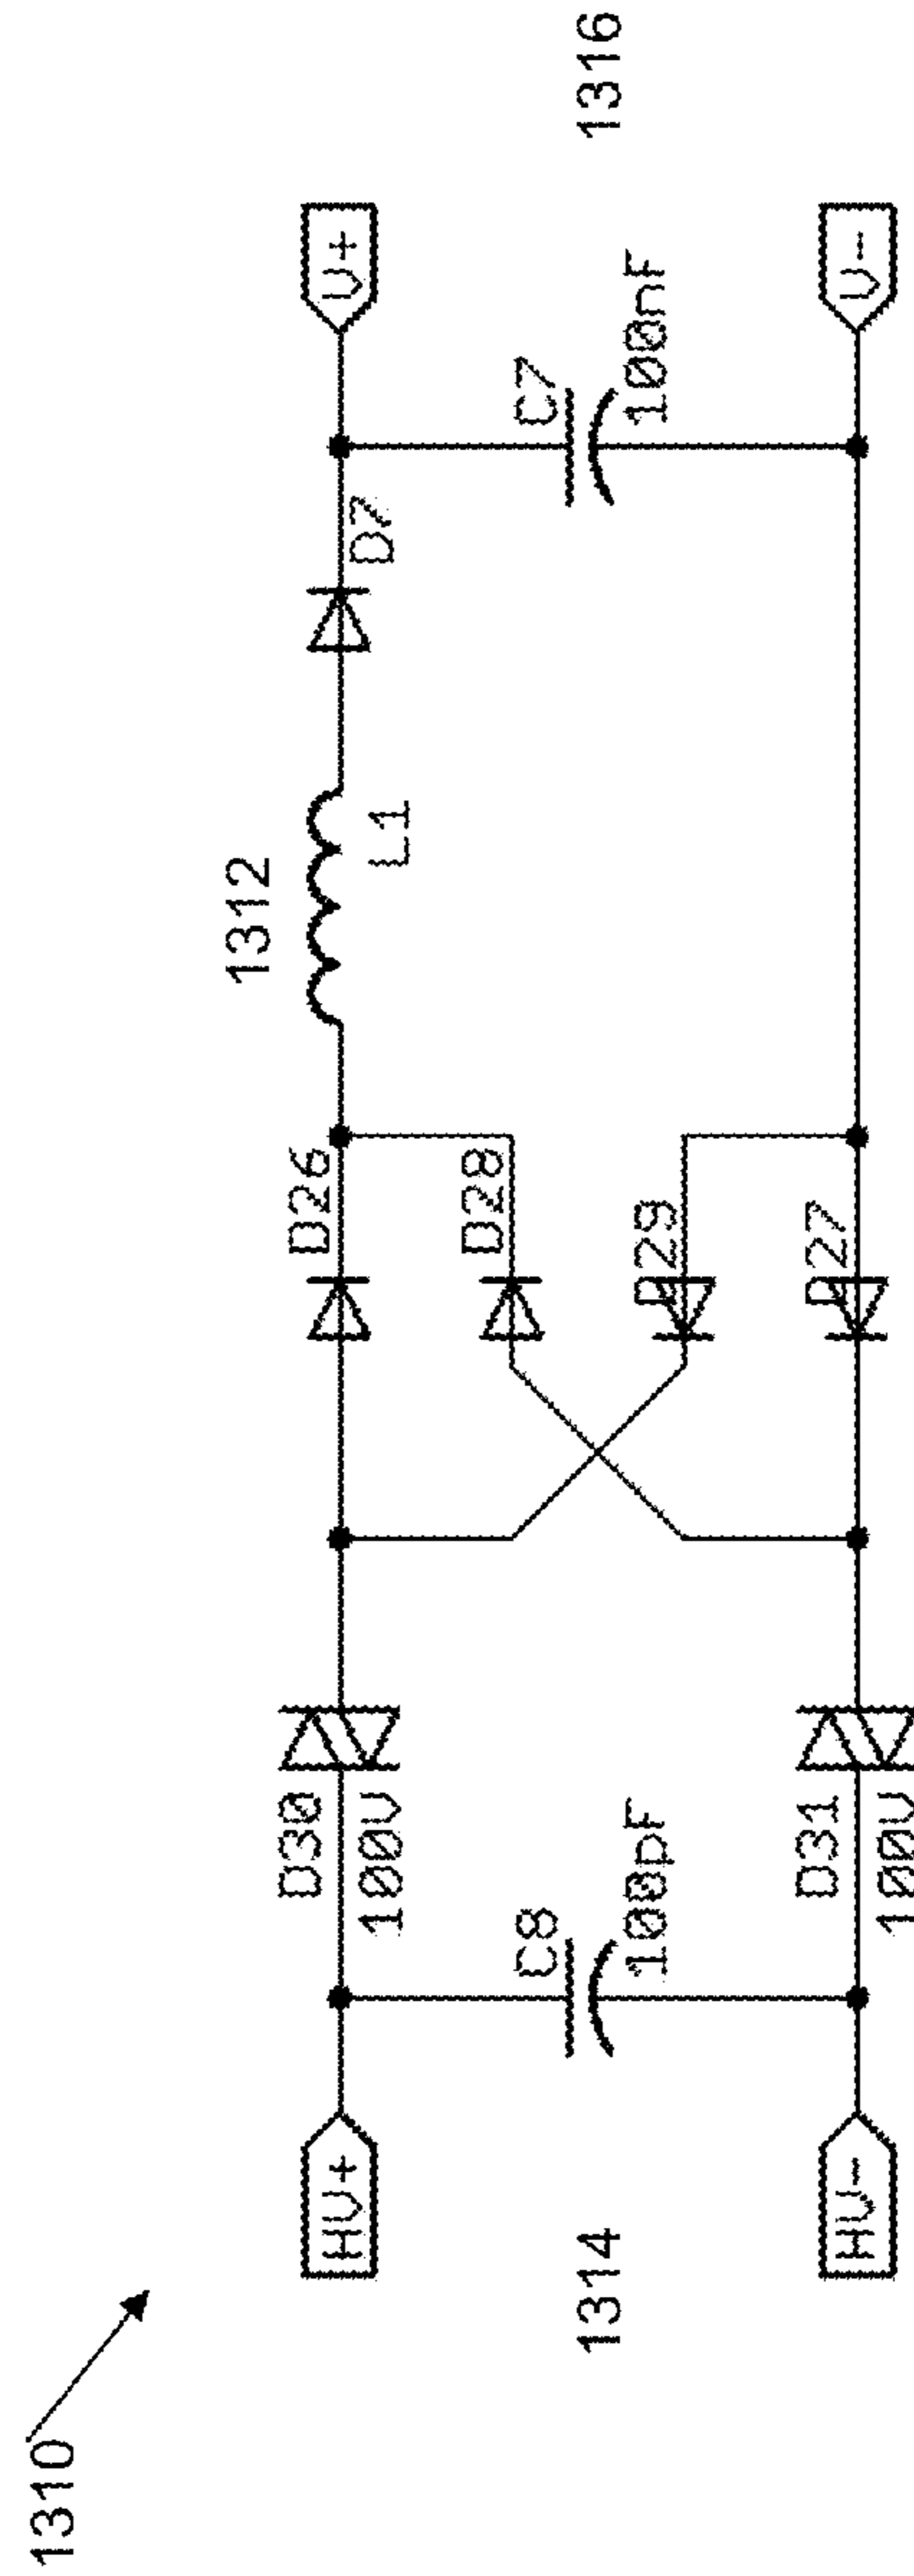 1310
1314
1312
1316
HV+
D30
100V
D26
L1
D7
V+
C8
100pF
D28
C7
100nF
D29
HV-
D31
100V
D27
V-